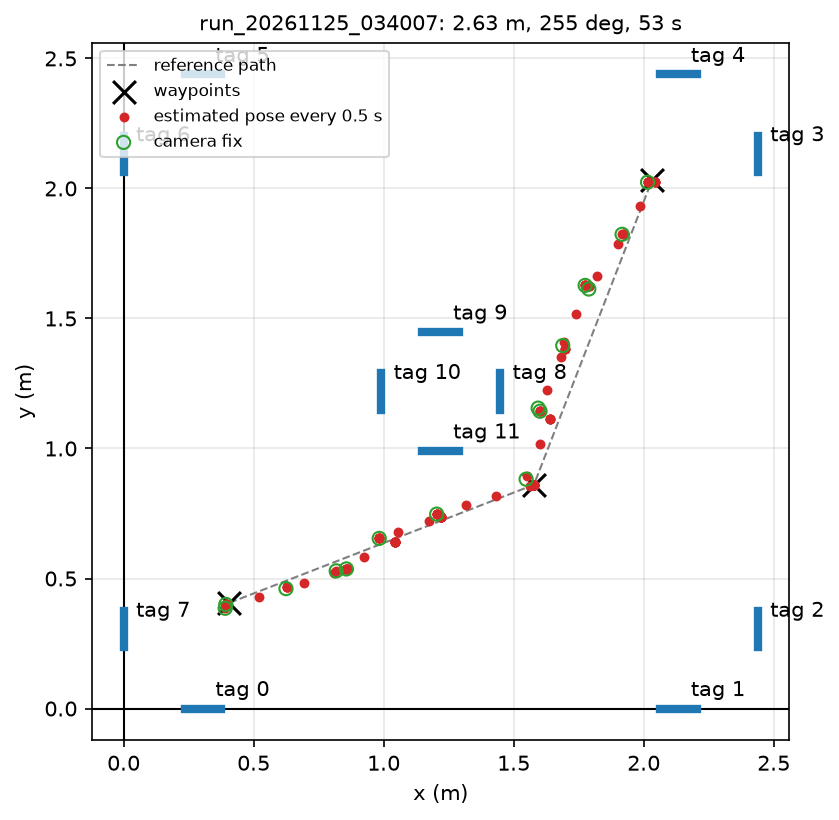 run_20261125_034007: 2.63 m, 255 deg, 53 s
tag 5
reference path
waypoints
estimated pose every 0.5 s
camera fix
tag 6
tag 4
tag 3
tag 9
tag 10
tag 8
tag 11
tag 7
tag 2
tag 0
tag 1
2.5
2.0
1.5
1.0
0.5
0.0
y (m)
0.0 0.5 1.0 1.5 2.0 2.5
x (m)